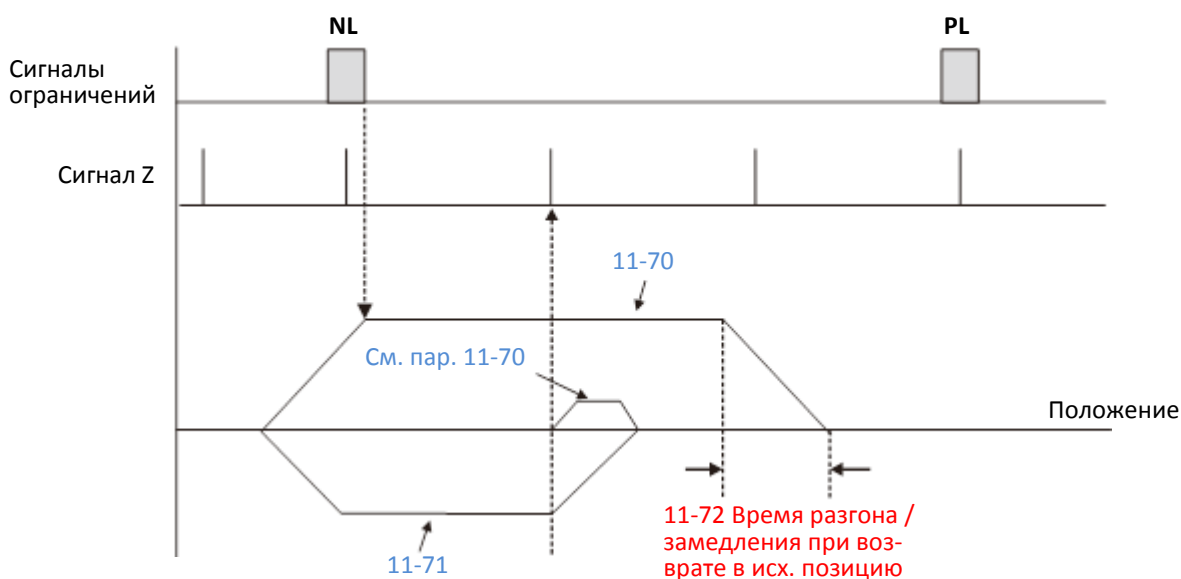 NL
PL
Сигналы
ограничений
Сигнал Z
11-70
См. пар. 11-70
Положение
11-72 Время разгона /
замедления при воз-
врате в исх. позицию
11-71